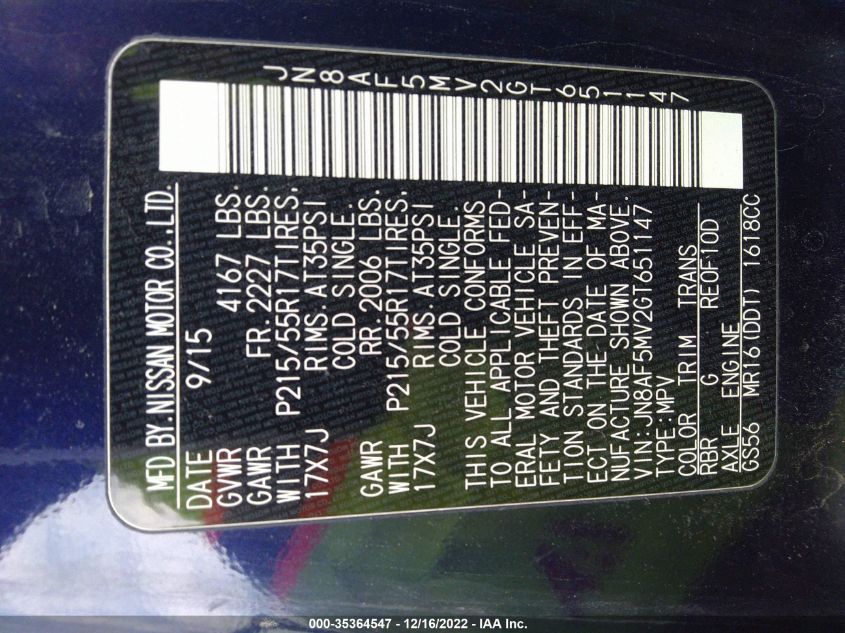 MFD BY.NISSAN MOTOR CO.,LTD.
DATE 9/15
GVWR 4167 LBS.
GAWR FR.2227 LBS.
WITH P215/55R17TIRES,
17X7J RIMS.AT35PSI
COLD SINGLE.
GAWR RR.2006 LBS.
WITH P215/55R17TIRES,
17X7J RIMS.AT35PSI
COLD SINGLE.
THIS VEHICLE CONFORMS
TO ALL APPLICABLE FED-
ERAL MOTOR VEHICLE SA-
FETY AND THEFT PREVEN-
TION STANDARDS IN EFF-
ECT ON THE DATE OF MA-
NUFACTURE SHOWN ABOVE.
VIN:JN8AF5MV2GT651147
TYPE:MPV
COLOR TRIM TRANS
RBR G RE0F10D
AXLE ENGINE
GS56 MR16(DDT) 1618CC
JN8AF5MV2GT651147
000-35364547 - 12/16/2022 - IAA Inc.